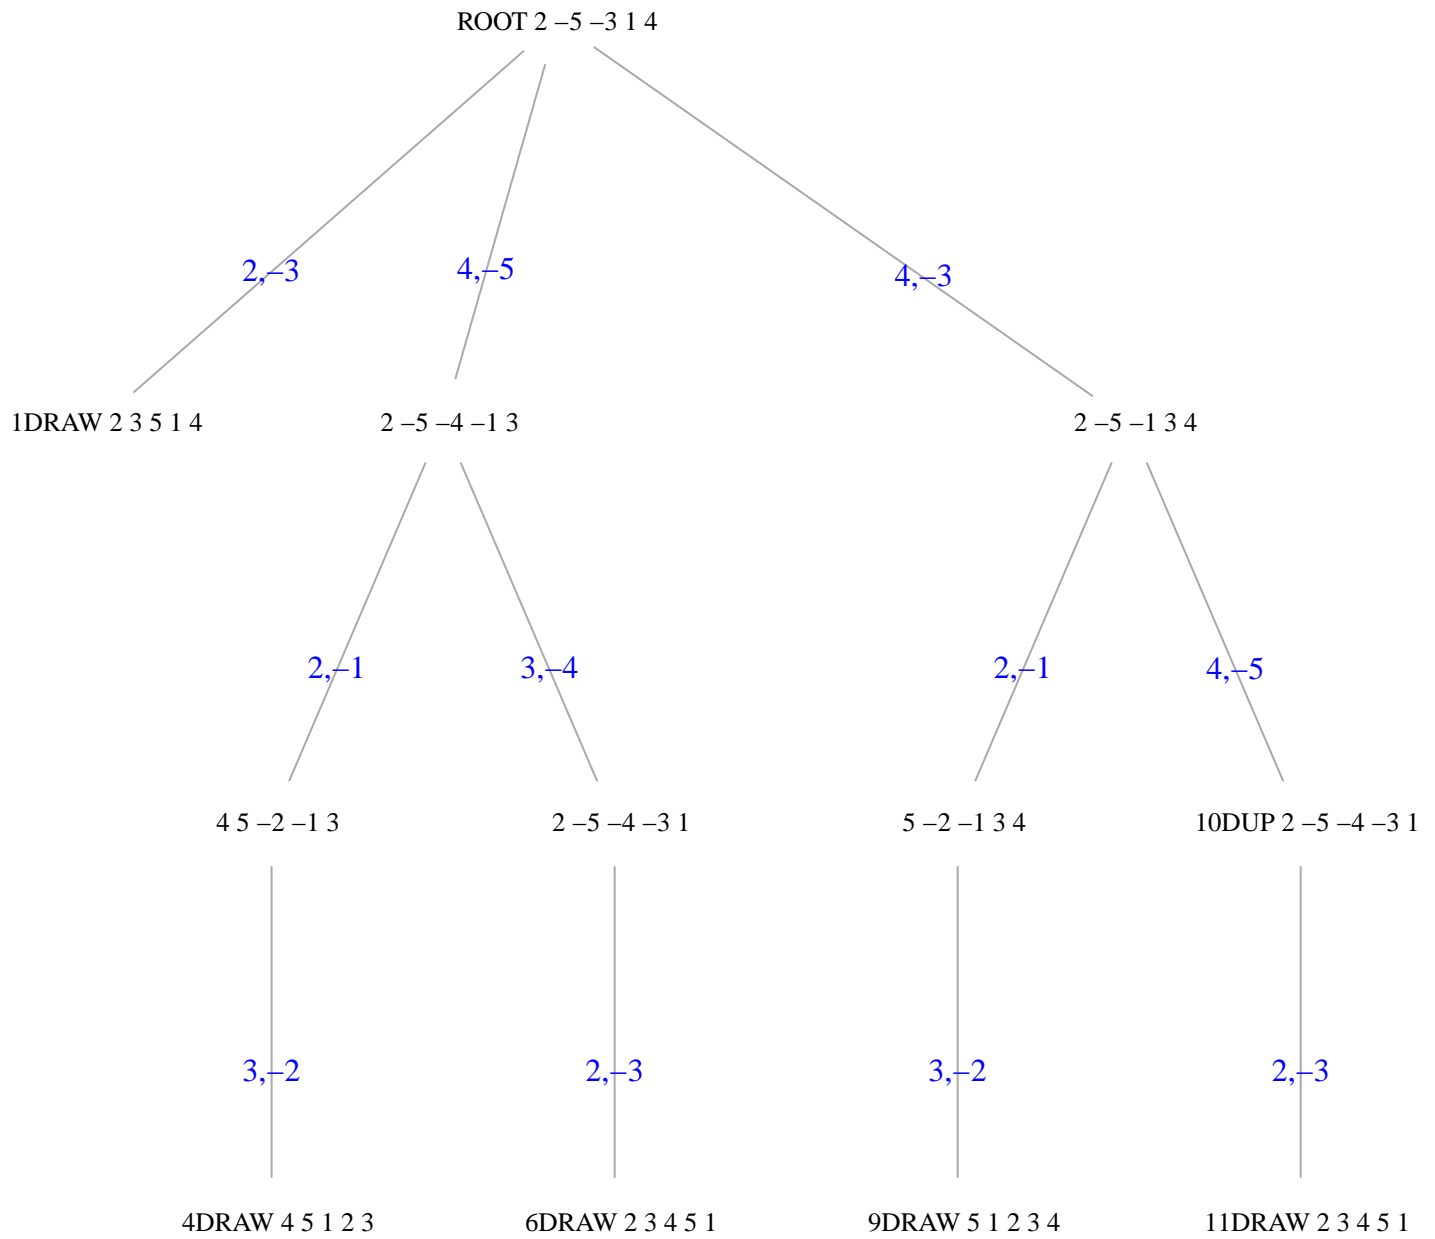 ROOT 2 –5 –3 1 4
2,–3
4,–5
4,–3
1DRAW 2 3 5 1 4
2 –5 –4 –1 3
2 –5 –1 3 4
2,–1
3,–4
2,–1
4,–5
4 5 –2 –1 3
2 –5 –4 –3 1
5 –2 –1 3 4
10DUP 2 –5 –4 –3 1
3,–2
2,–3
3,–2
2,–3
4DRAW 4 5 1 2 3
6DRAW 2 3 4 5 1
9DRAW 5 1 2 3 4
11DRAW 2 3 4 5 1